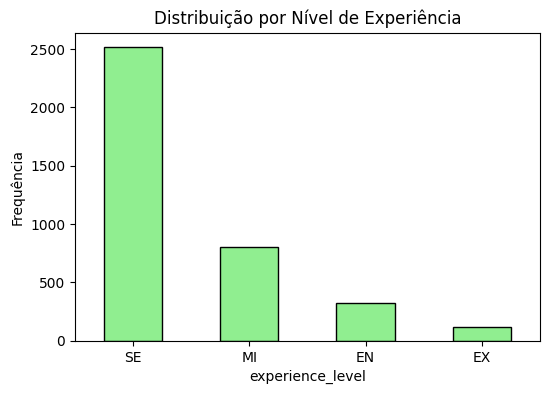 Distribuição por Nível de Experiência
Frequência
2500
2000
1500
1000
500
0
SE MI EN EX
experience_level